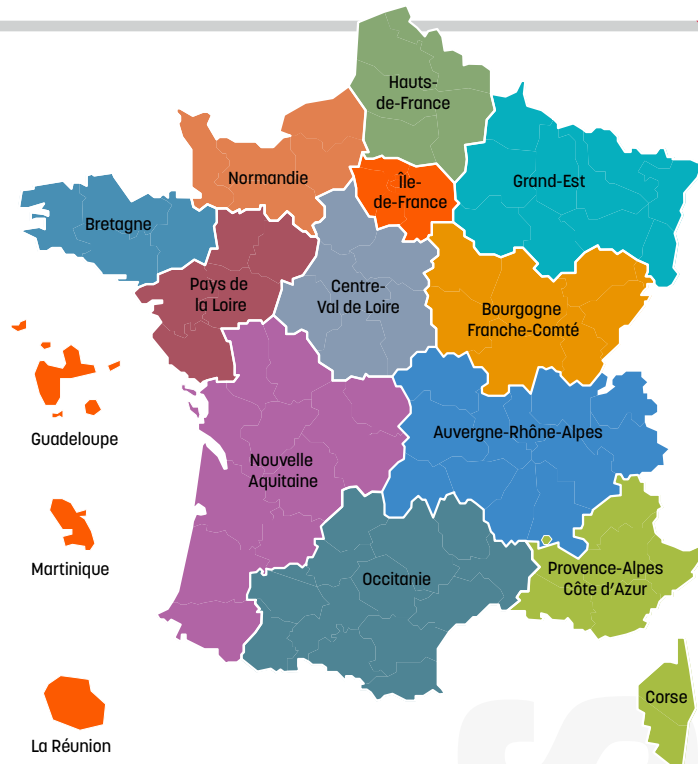 Hauts-
de-France
Normandie
Île-
de-France
Grand-Est
Bretagne
Pays de
la Loire
Centre-
Val de Loire
Bourgogne
Franche-Comté
Guadeloupe
Auvergne-Rhône-Alpes
Nouvelle
Aquitaine
Martinique
Occitanie
Provence-Alpes
Côte d'Azur
Corse
La Réunion